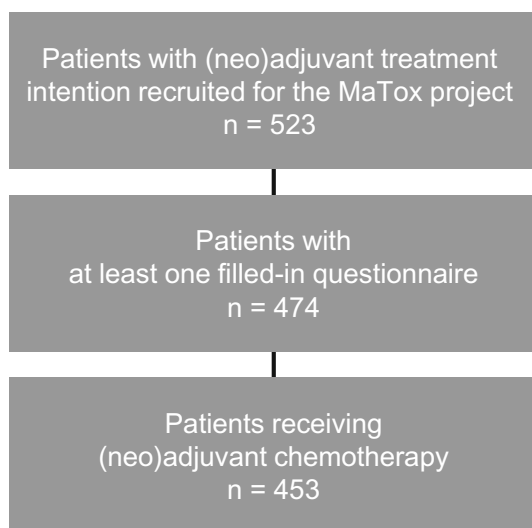 Patients with (neo)adjuvant treatment
intention recruited for the MaTox project
n = 523
Patients with
at least one filled-in questionnaire
n = 474
Patients receiving
(neo)adjuvant chemotherapy
n = 453